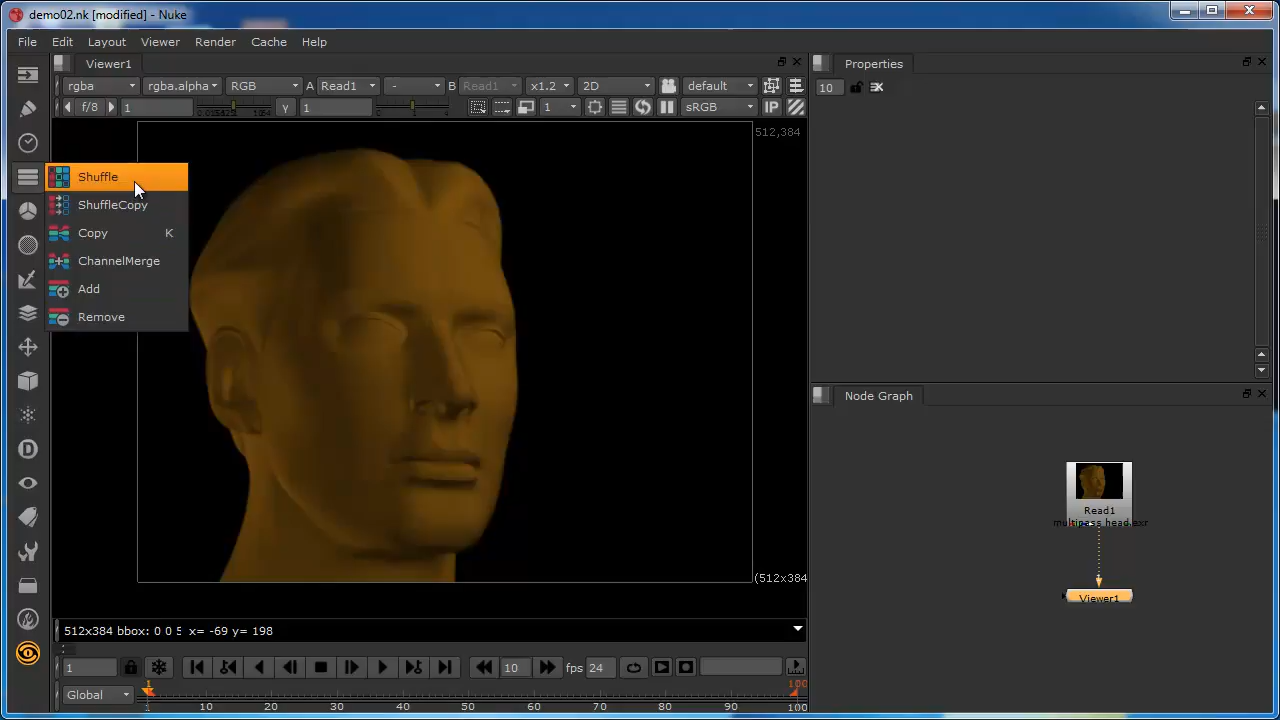 demo02.nk [modified] - Nuke
File Edit Layout Viewer Render Cache Help
Viewer1
rgba rgba.alpha RGB A Read1 - B Read1 x1.2 2D default
f/8 1 γ 1 1 sRGB IP
512,384
Shuffle
ShuffleCopy
Copy K
ChannelMerge
Add
Remove
(512x384
512x384 bbox: 0 0 5 x= -69 y= 198
1 10 fps 24
Global 1 100
1 10 20 30 40 50 60 70 80 90 100
Properties
10
Node Graph
Read1
multipass_head.exr
Viewer1